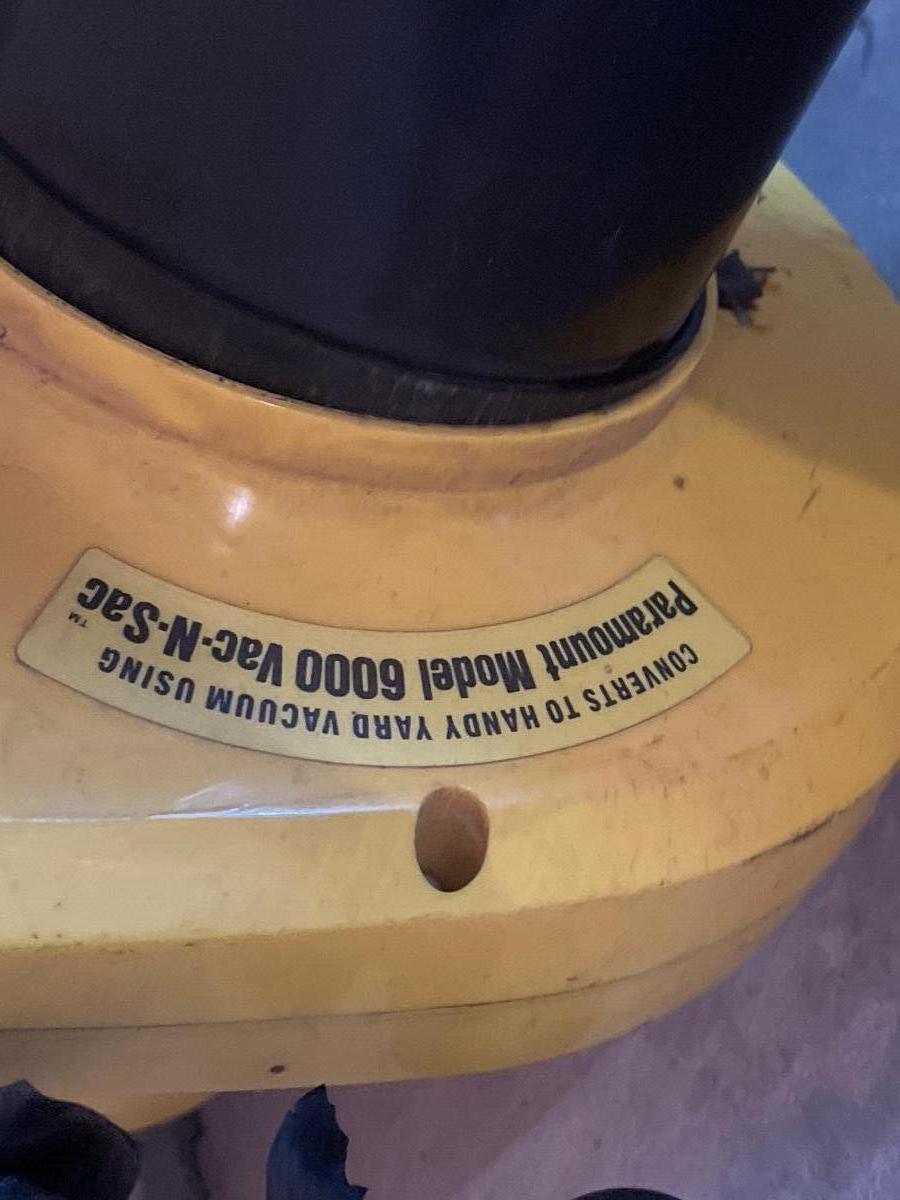 CONVERTS TO HANDY YARD VACUUM USING
Paramount Model 6000 Vac-N-Sac™